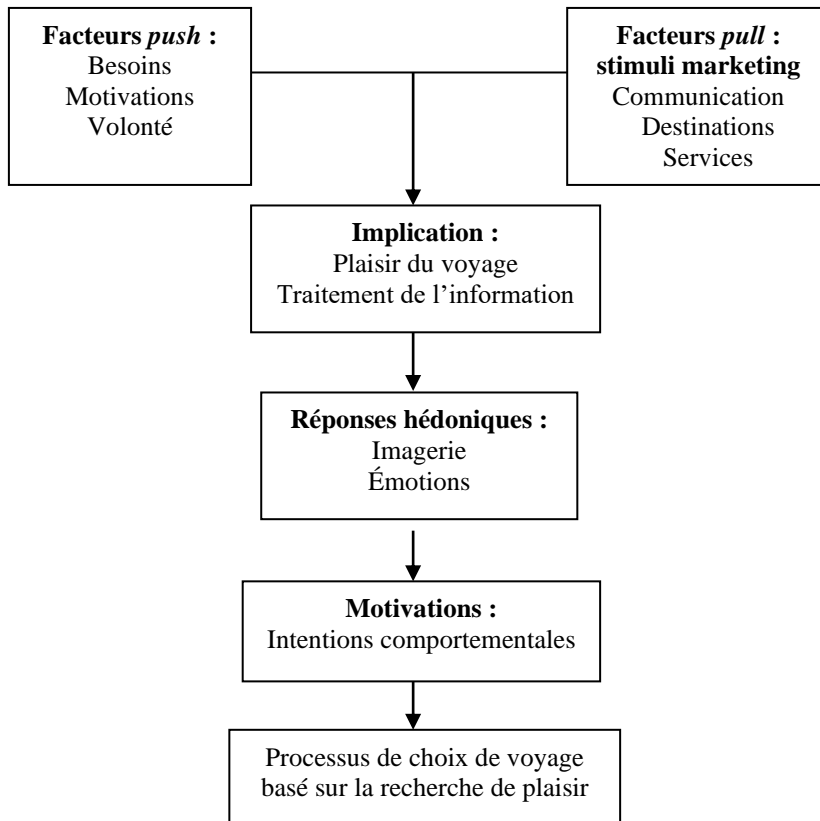 Facteurs push :
Besoins
Motivations
Volonté
Facteurs pull :
stimuli marketing
Communication
Destinations
Services
Implication :
Plaisir du voyage
Traitement de l’information
Réponses hédoniques :
Imagerie
Émotions
Motivations :
Intentions comportementales
Processus de choix de voyage
basé sur la recherche de plaisir